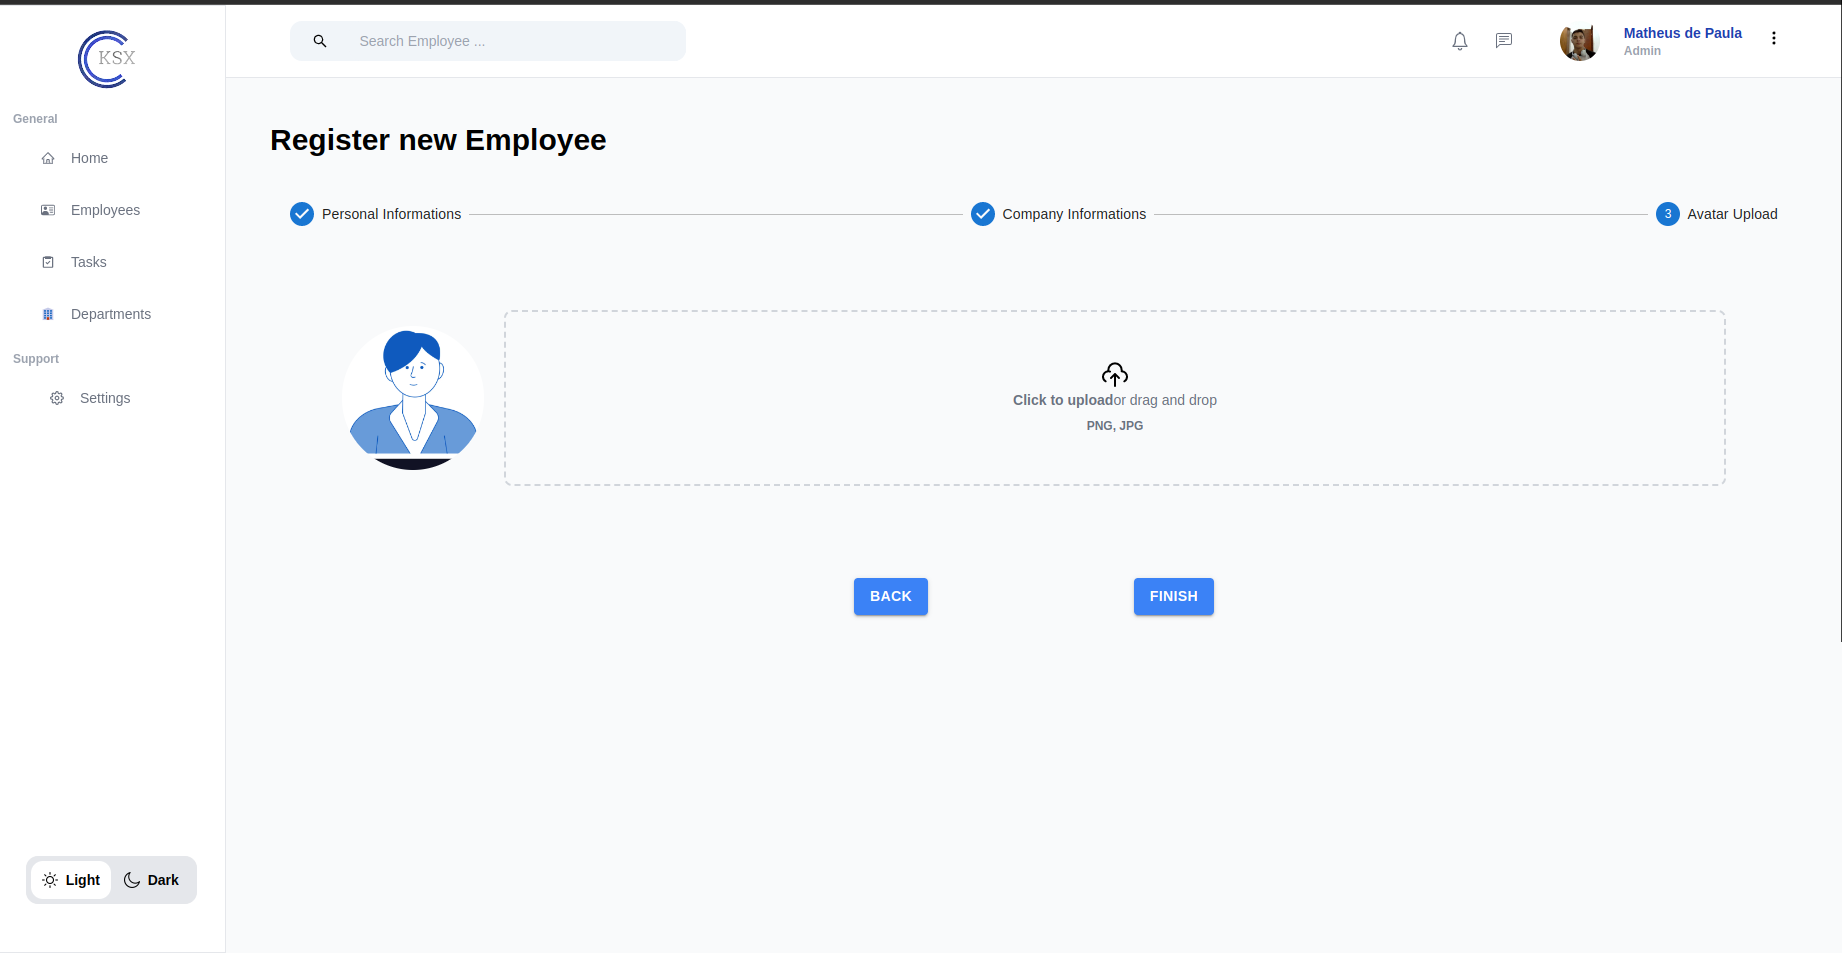 KSX
Search Employee ...
Matheus de Paula
Admin
General
Home
Employees
Tasks
Departments
Support
Settings
Light
Dark
Register new Employee
Personal Informations
Company Informations
3
Avatar Upload
Click to uploador drag and drop
PNG, JPG
BACK
FINISH